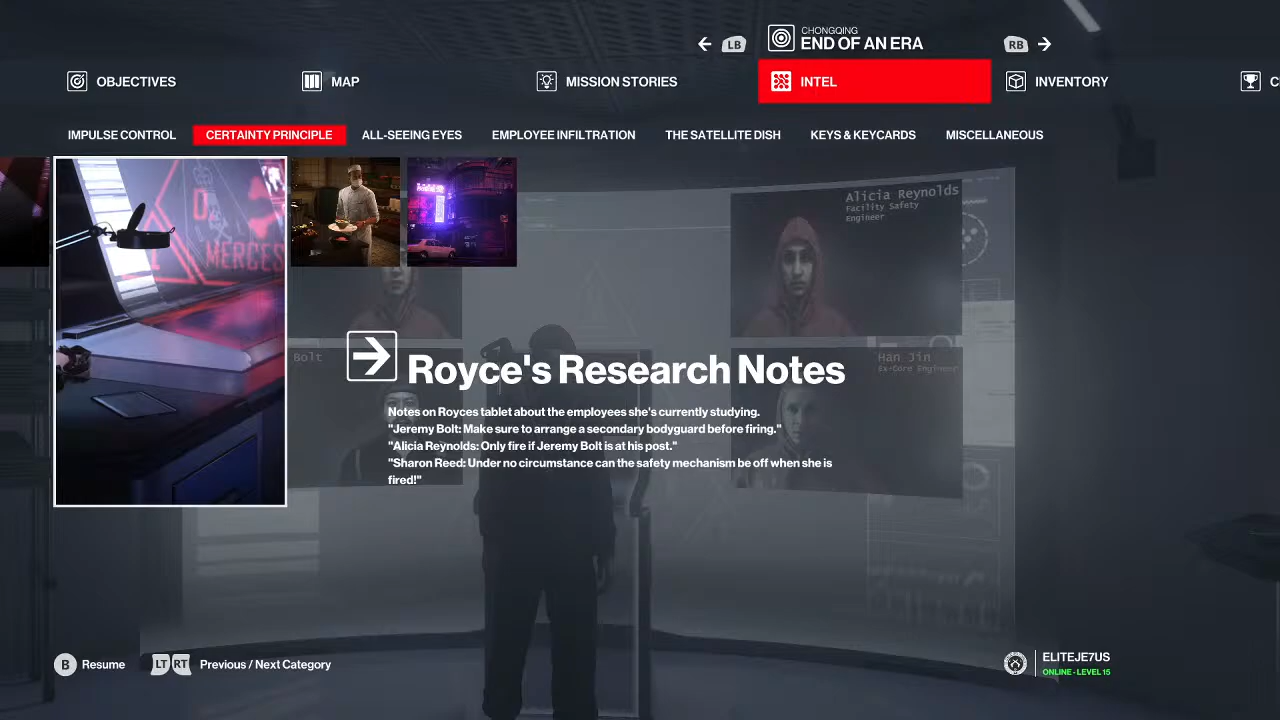 CHONGQING
LB END OF AN ERA RB
OBJECTIVES MAP MISSION STORIES INTEL INVENTORY C
IMPULSE CONTROL CERTAINTY PRINCIPLE ALL-SEEING EYES EMPLOYEE INFILTRATION THE SATELLITE DISH KEYS & KEYCARDS MISCELLANEOUS
MERCES
Alicia Reynolds
Facility Safety
Engineer
Bolt
Han Jin
Ex-Core Engineer
Royce's Research Notes
Notes on Royces tablet about the employees she's currently studying.
"Jeremy Bolt: Make sure to arrange a secondary bodyguard before firing."
"Alicia Reynolds: Only fire if Jeremy Bolt is at his post."
"Sharon Reed: Under no circumstance can the safety mechanism be off when she is
fired!"
B Resume LT RT Previous / Next Category
ELITEJE7US
ONLINE - LEVEL 15